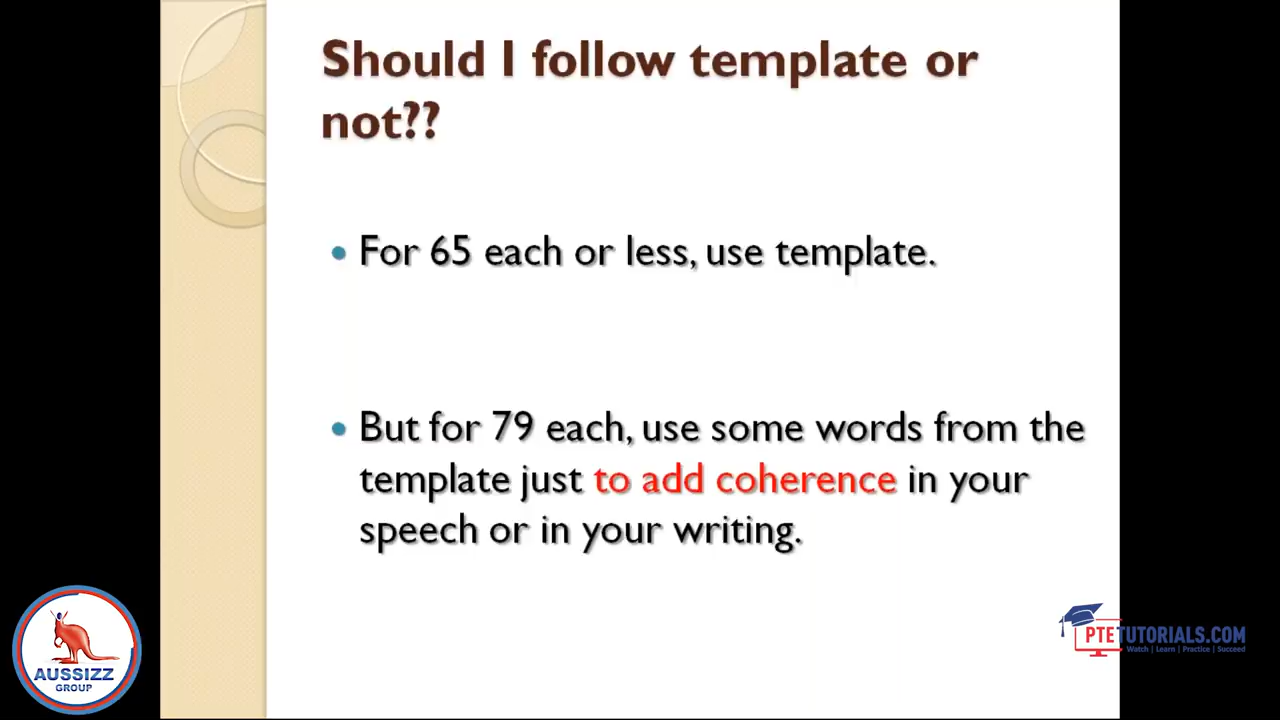 Should I follow template or
not??
For 65 each or less, use template.
But for 79 each, use some words from the
template just to add coherence in your
speech or in your writing.
AUSSIZZ
GROUP
PTETUTORIALS.COM
Watch | Learn | Practice | Succeed